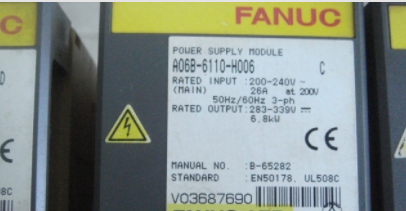 FANUC
POWER SUPPLY MODULE
A06B-6110-H006 C
RATED INPUT :200-240V~
(MAIN) 26A at 200V
50Hz/60Hz 3-ph
RATED OUTPUT:283-339V
6.8kW
CE
MANUAL NO. :B-65282
STANDARD :EN50178. UL508C
V03687690